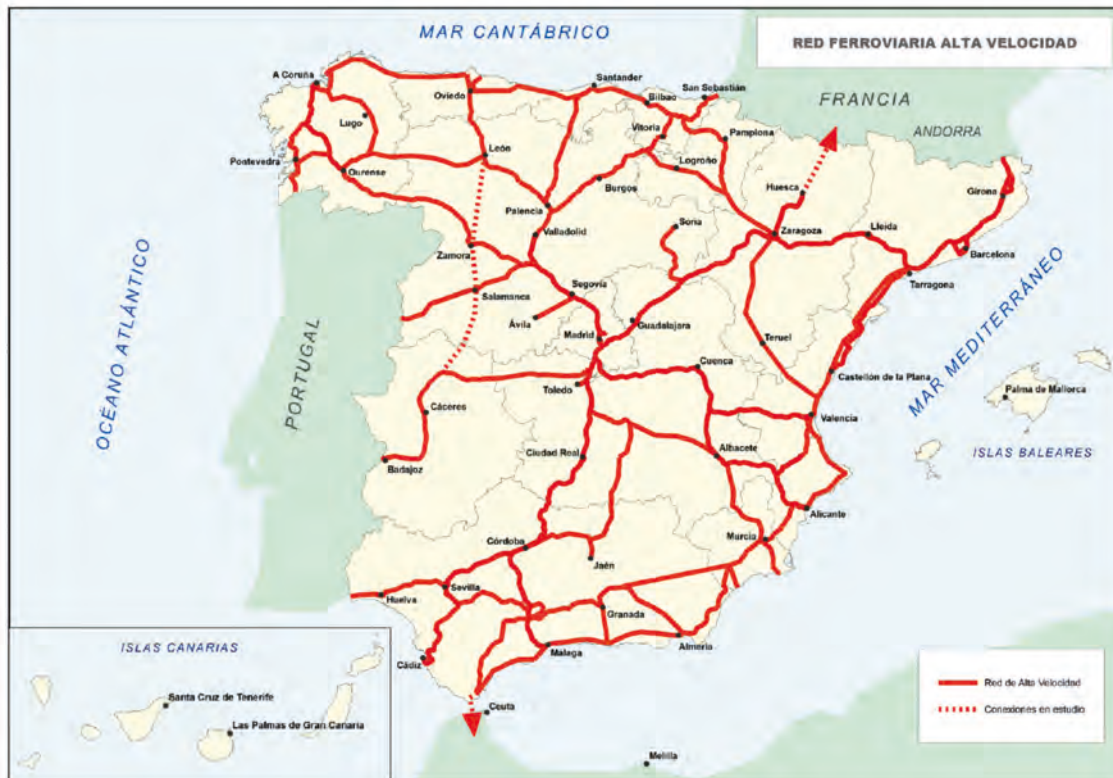 MAR CANTÁBRICO
RED FERROVIARIA ALTA VELOCIDAD
A Coruña
Oviedo
Santander
Bilbao
San Sebastián
FRANCIA
ANDORRA
Lugo
Vitoria
Pamplona
Pontevedra
León
Logroño
Ourense
Burgos
Huesca
Girona
Palencia
Soria
Zaragoza
Lleida
Valladolid
Barcelona
Zamora
Tarragona
OCÉANO ATLÁNTICO
PORTUGAL
Salamanca
Segovia
Ávila
Guadalajara
Madrid
Teruel
MAR MEDITERRÁNEO
Cuenca
Castellón de la Plana
Toledo
Palma de Mallorca
Cáceres
Valencia
ISLAS BALEARES
Badajoz
Ciudad Real
Albacete
Alicante
Murcia
Córdoba
Jaén
Sevilla
Huelva
Granada
Cádiz
Málaga
Almería
Ceuta
Melilla
ISLAS CANARIAS
Santa Cruz de Tenerife
Las Palmas de Gran Canaria
Red de Alta Velocidad
Conexiones en estudio